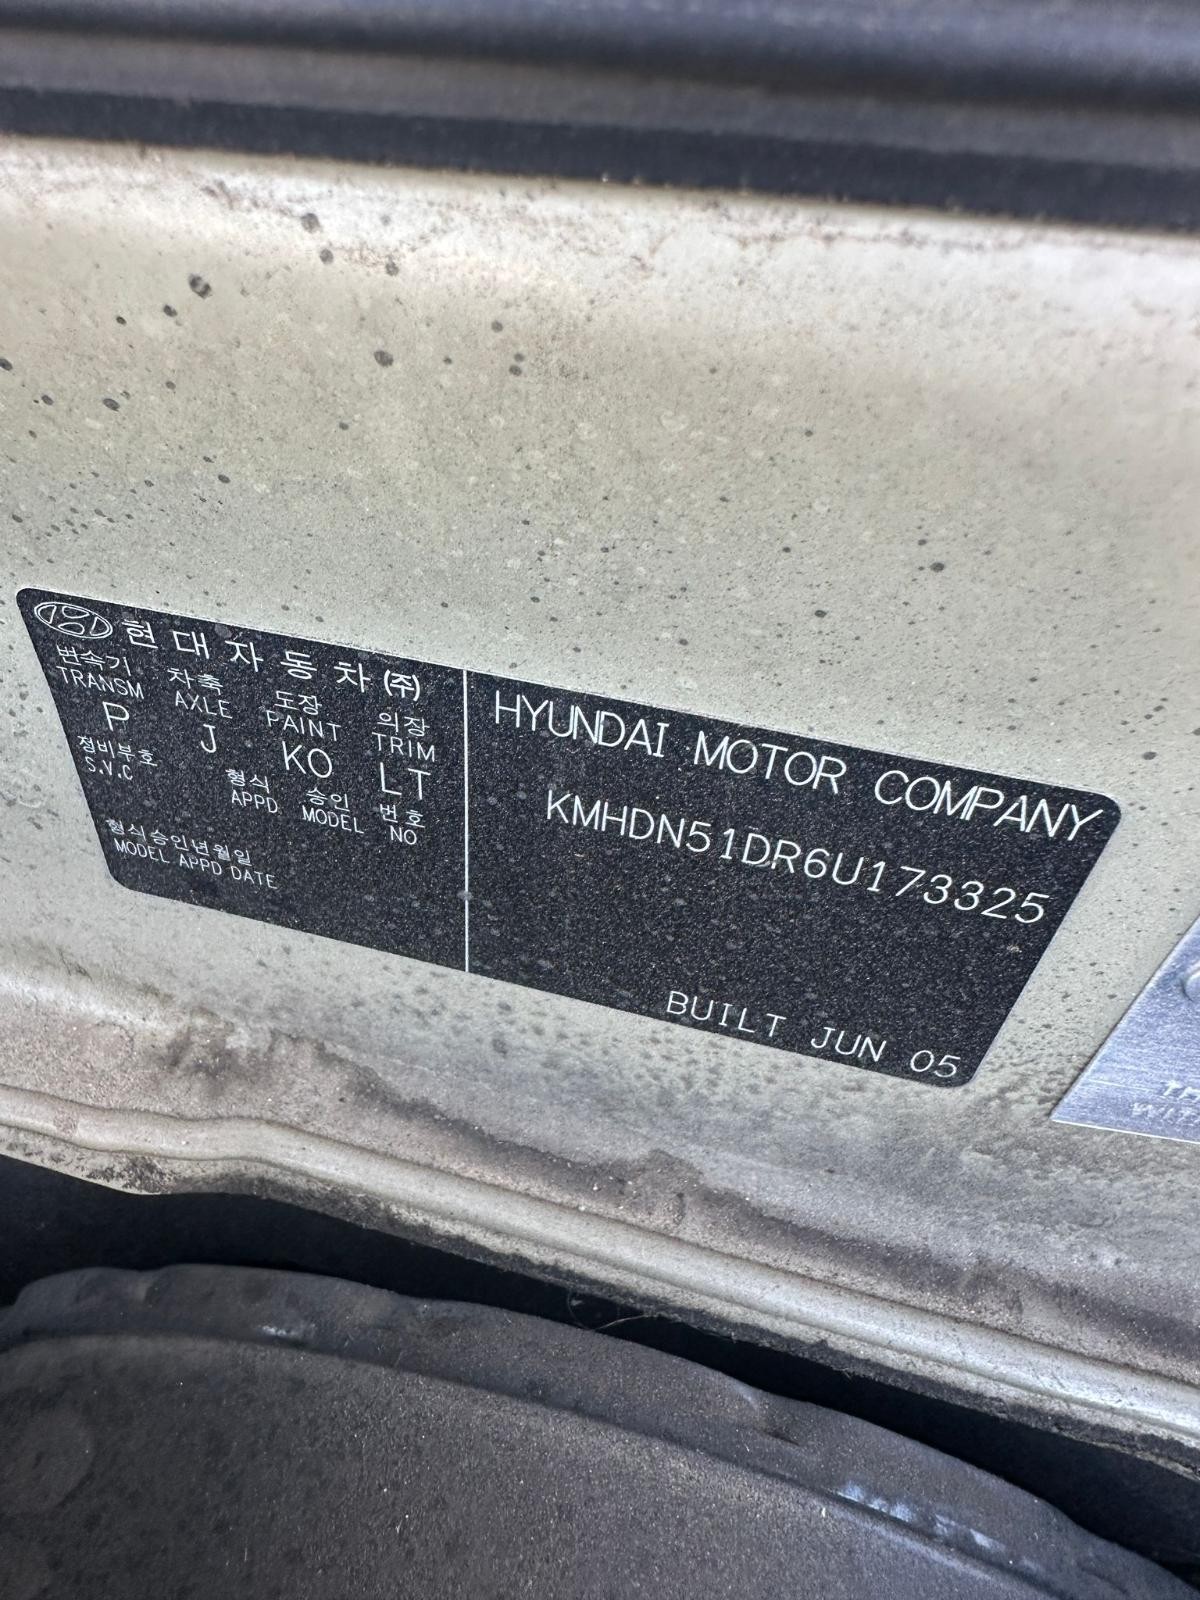 현대자동차(주)
변속기 차축 도장 의장
TRANSM AXLE PAINT TRIM
P J KO LT
정비부호 형식 승인 번호
S.V.C APPD MODEL NO
형식승인년월일
MODEL APPD DATE
HYUNDAI MOTOR COMPANY
KMHDN51DR6U173325
BUILT JUN 05